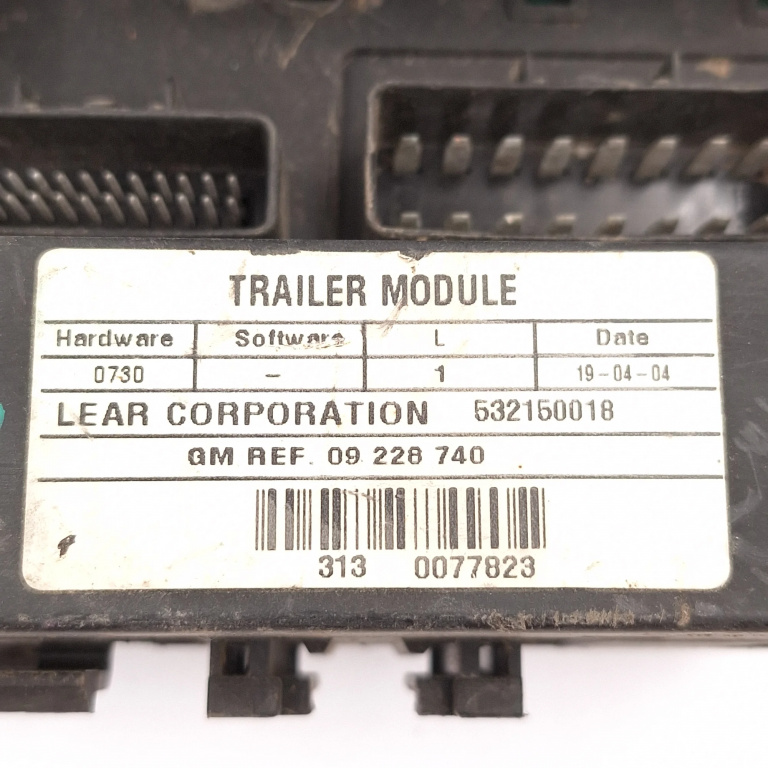 TRAILER MODULE
Hardware Software L Date
0730 - 1 19-04-04
LEAR CORPORATION 532150018
GM REF. 09 228 740
313 0077823